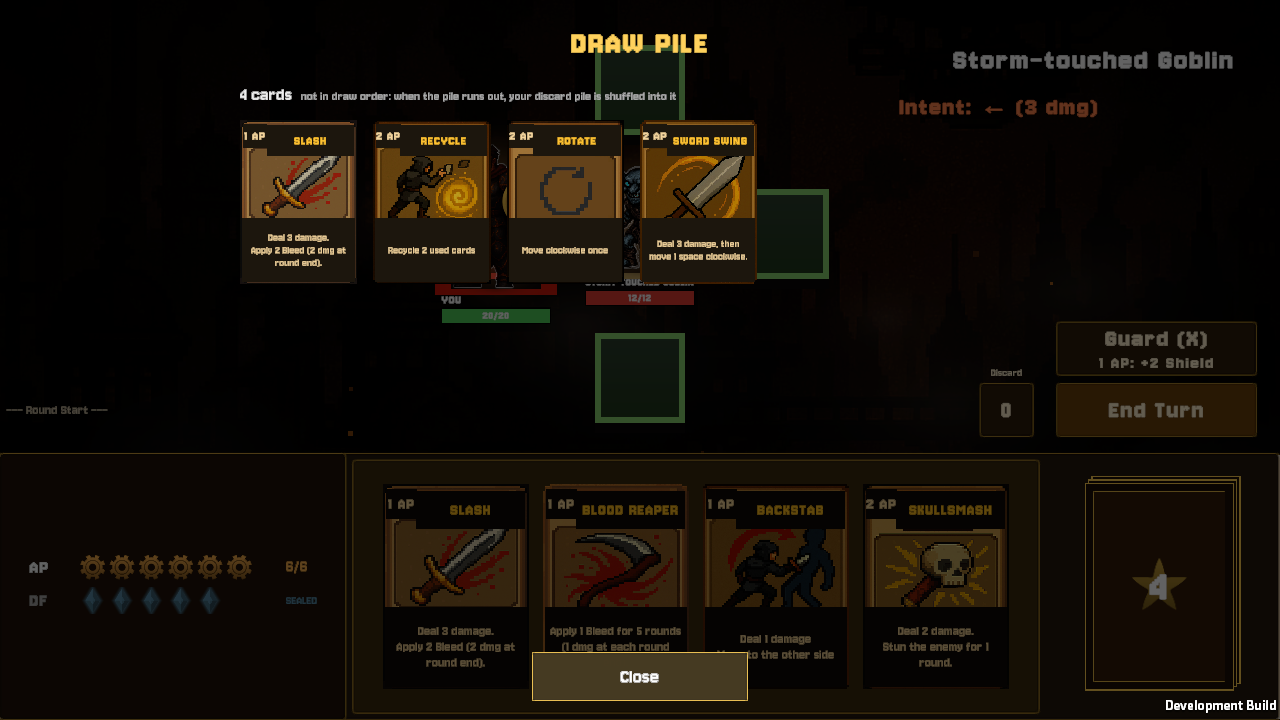 DRAW PILE
Storm-touched Goblin
4 cards not in draw order: when the pile runs out, your discard pile is shuffled into it
Intent: ← (3 dmg)
1 AP SLASH
Deal 3 damage.
Apply 2 Bleed (2 dmg at
round end).
2 AP RECYCLE
Recycle 2 used cards
2 AP ROTATE
Move clockwise once
2 AP SWORD SWING
Deal 3 damage, then
move 1 space clockwise.
YOU
20/20
12/12
Guard (X)
1 AP: +2 Shield
Discard
0
End Turn
── Round Start ──
AP 6/6
DF SEALED
1 AP SLASH
Deal 3 damage.
Apply 2 Bleed (2 dmg at
round end).
1 AP BLOOD REAPER
Apply 1 Bleed for 5 rounds
(1 dmg at each round
1 AP BACKSTAB
Deal 1 damage
to the other side
2 AP SKULLSMASH
Deal 2 damage.
Stun the enemy for 1
round.
4
Close
Development Build